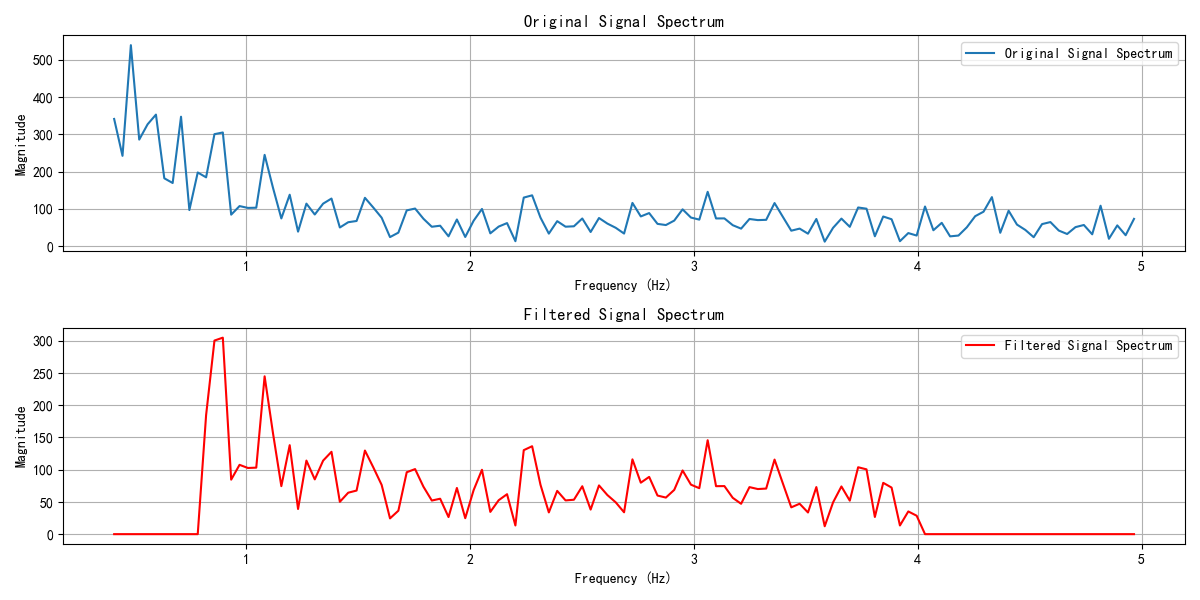 Original Signal Spectrum
Original Signal Spectrum
Magnitude
500
400
300
200
100
0
1
2
3
4
5
Frequency (Hz)
Filtered Signal Spectrum
Filtered Signal Spectrum
Magnitude
300
250
200
150
100
50
0
1
2
3
4
5
Frequency (Hz)